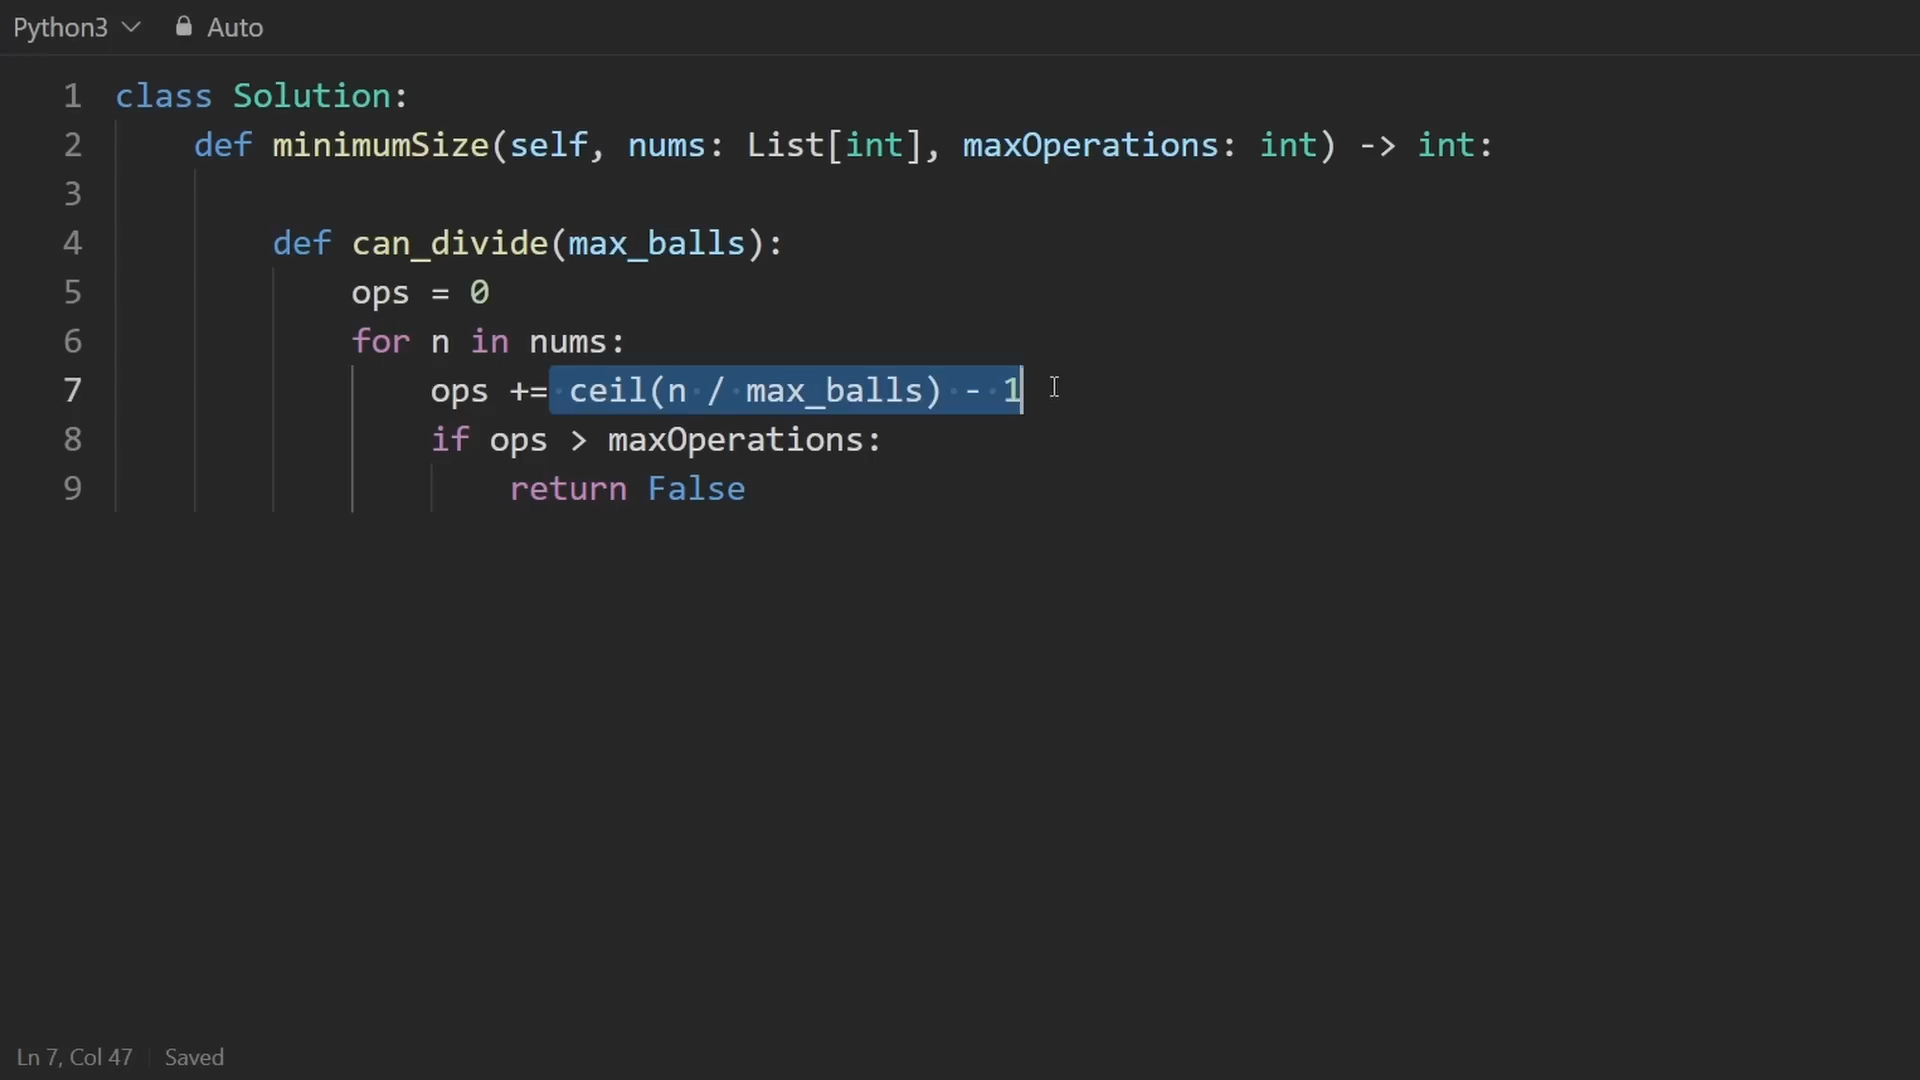 Python3 Auto
1 class Solution:
2 def minimumSize(self, nums: List[int], maxOperations: int) -> int:
3
4 def can_divide(max_balls):
5 ops = 0
6 for n in nums:
7 ops += ceil(n / max_balls) - 1
8 if ops > maxOperations:
9 return False
Ln 7, Col 47 Saved